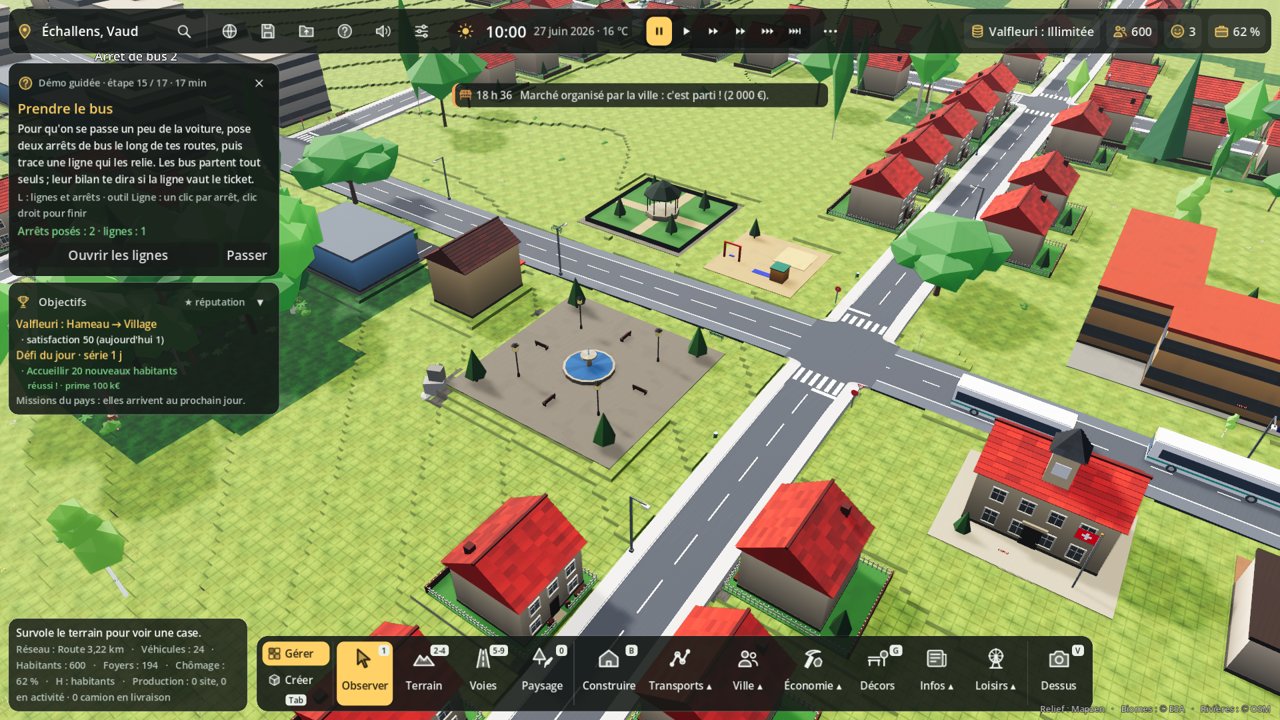 Échallens, Vaud
10:00 27 juin 2026 · 16 °C
Valfleuri : Illimitée
600
3
62 %
Arrêt de bus 2
Démo guidée · étape 15 / 17 · 17 min
Prendre le bus
Pour qu'on se passe un peu de la voiture, pose
deux arrêts de bus le long de tes routes, puis
trace une ligne qui les relie. Les bus partent tout
seuls ; leur bilan te dira si la ligne vaut le ticket.
L : lignes et arrêts · outil Ligne : un clic par arrêt, clic
droit pour finir
Arrêts posés : 2 · lignes : 1
Ouvrir les lignes
Passer
18 h 36 Marché organisé par la ville : c'est parti ! (2 000 €).
Objectifs
★ réputation ▼
Valfleuri : Hameau → Village
· satisfaction 50 (aujourd'hui 1)
Défi du jour · série 1 j
· Accueillir 20 nouveaux habitants
réussi ! · prime 100 k€
Missions du pays : elles arrivent au prochain jour.
Survole le terrain pour voir une case.
Réseau : Route 3,22 km · Véhicules : 24 ·
Habitants : 600 · Foyers : 194 · Chômage :
62 % · H : habitants · Production : 0 site, 0
en activité · 0 camion en livraison
Gérer
Créer
Tab
1
Observer
2-4
Terrain
5-9
Voies
0
Paysage
B
Construire
Transports ▴
Ville ▴
Économie ▴
G
Décors
Infos ▴
Loisirs ▴
V
Dessus
Relief : Mapzen · Biomes : © ESA · Rivières : © OSM